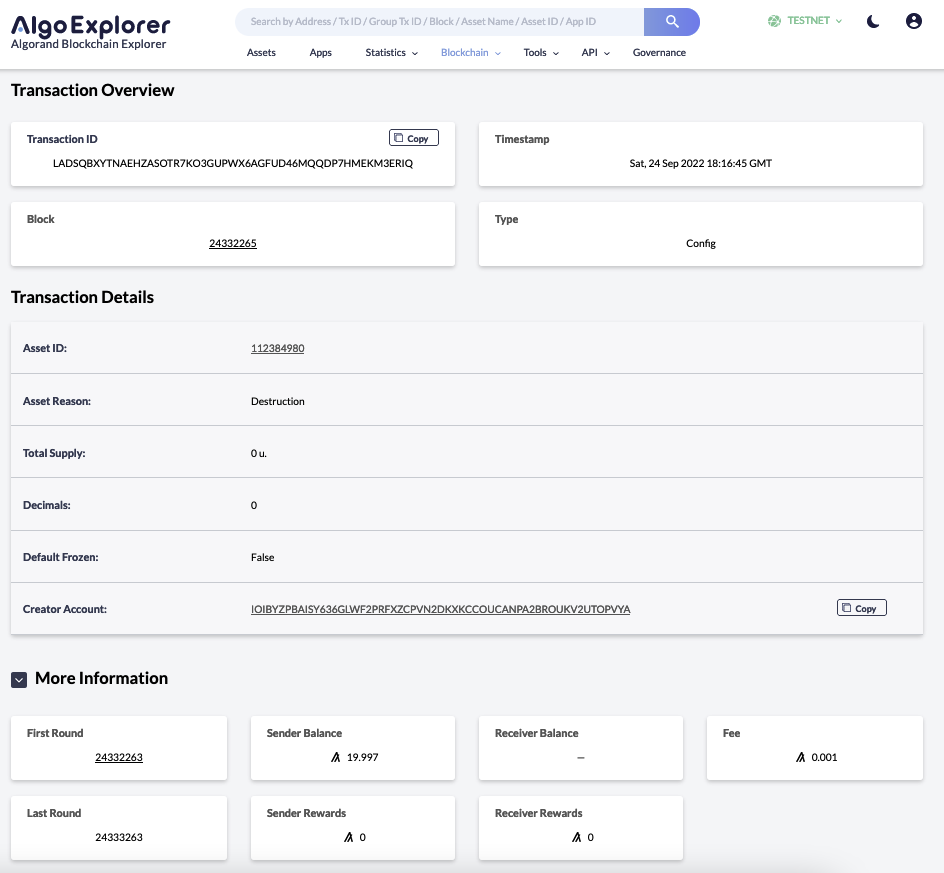 AlgoExplorer
Algorand Blockchain Explorer
Search by Address / Tx ID / Group Tx ID / Block / Asset Name / Asset ID / App ID
TESTNET
Assets Apps Statistics Blockchain Tools API Governance
Transaction Overview
Transaction ID Copy
LADSQBXYTNAEHZASOTR7KO3GUPWX6AGFUD46MQQDP7HMEKM3ERIQ
Timestamp
Sat, 24 Sep 2022 18:16:45 GMT
Block
24332265
Type
Config
Transaction Details
Asset ID: 112384980
Asset Reason: Destruction
Total Supply: 0 u.
Decimals: 0
Default Frozen: False
Creator Account: IOIBYZPBAISY636GLWF2PRFXZCPVN2DKXKCCOUCANPA2BROUKV2UTOPVYA Copy
More Information
First Round
24332263
Sender Balance
19.997
Receiver Balance
—
Fee
0.001
Last Round
24333263
Sender Rewards
0
Receiver Rewards
0